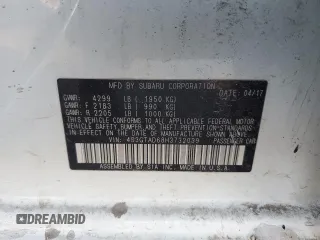 MFD BY SUBARU CORPORATION DATE 04/17
GVWR: 4299 LB ( 1950 KG)
GAWR: F 2183 LB ( 990 KG)
GAWR: R 2205 LB ( 1000 KG)
THIS VEHICLE CONFORMS TO ALL APPLICABLE FEDERAL MOTOR
VEHICLE SAFETY, BUMPER, AND THEFT PREVENTION STANDARDS
IN EFFECT ON THE DATE OF MANUFACTURE SHOWN ABOVE.
VIN: PASSENGER CAR
BY SIA INC. MADE IN U.S.A.